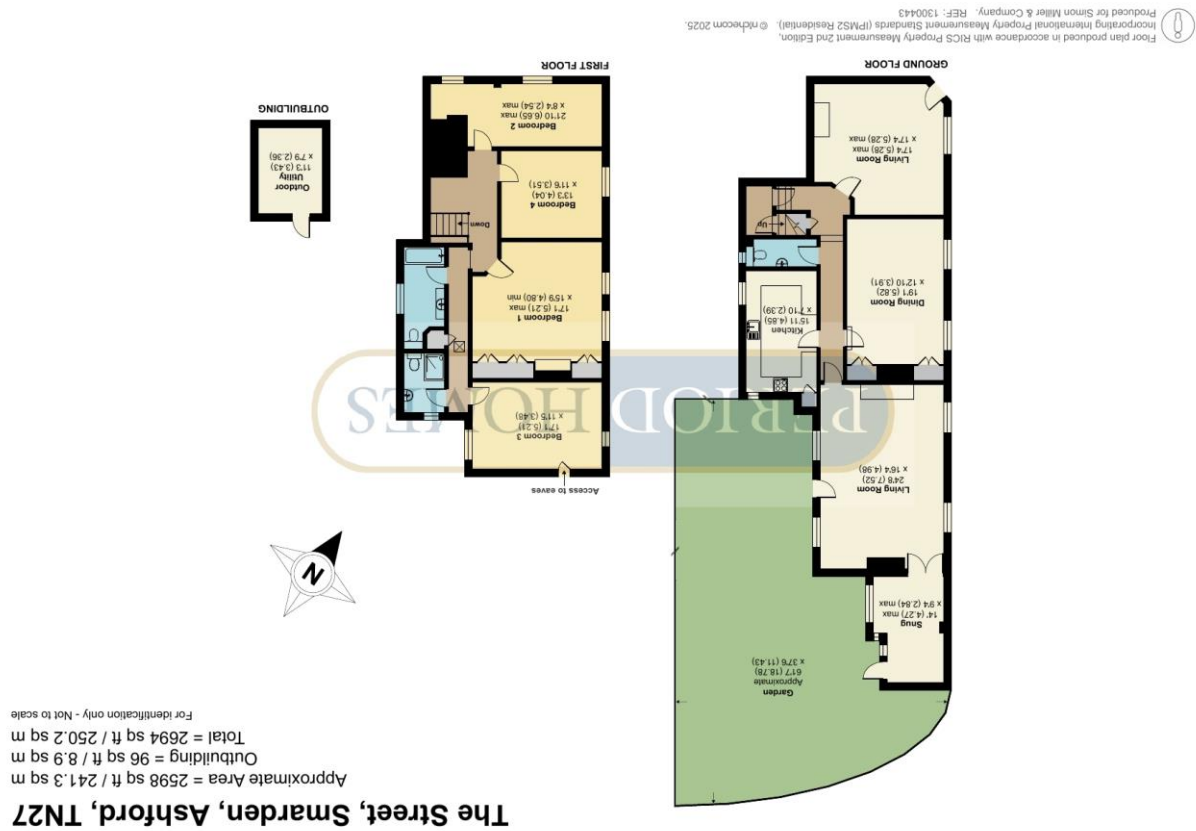 The Street, Smarden, Ashford, TN27
Approximate Area = 2598 sq ft / 241.3 sq m
Outbuilding = 96 sq ft / 8.9 sq m
Total = 2694 sq ft / 250.2 sq m
For identification only - Not to scale
Garden
Approximate
61'7 (18.78)
x 37'6 (11.43)
Snug
14' (4.27) max
x 9'4 (2.84) max
Living Room
24'8 (7.52)
x 16'4 (4.98)
Kitchen
15'11 (4.85)
x 7'10 (2.39)
Dining Room
19'1 (5.82)
x 12'10 (3.91)
Up
Living Room
17'4 (5.28) max
x 17'4 (5.28) max
GROUND FLOOR
N
Access to eaves
Bedroom 3
17'1 (5.21)
x 11'5 (3.48)
Bedroom 1
17'1 (5.21) max
x 15'9 (4.80) min
Down
Bedroom 4
13'3 (4.04)
x 11'6 (3.51)
Bedroom 2
21'10 (6.65) max
x 8'4 (2.54) max
FIRST FLOOR
Outdoor
Utility
11'3 (3.43)
x 7'9 (2.36)
OUTBUILDING
PERIOD HOMES
Floor plan produced in accordance with RICS Property Measurement 2nd Edition,
Incorporating International Property Measurement Standards (IPMS2 Residential). © nichecom 2025.
Produced for Simon Miller & Company. REF: 1300443